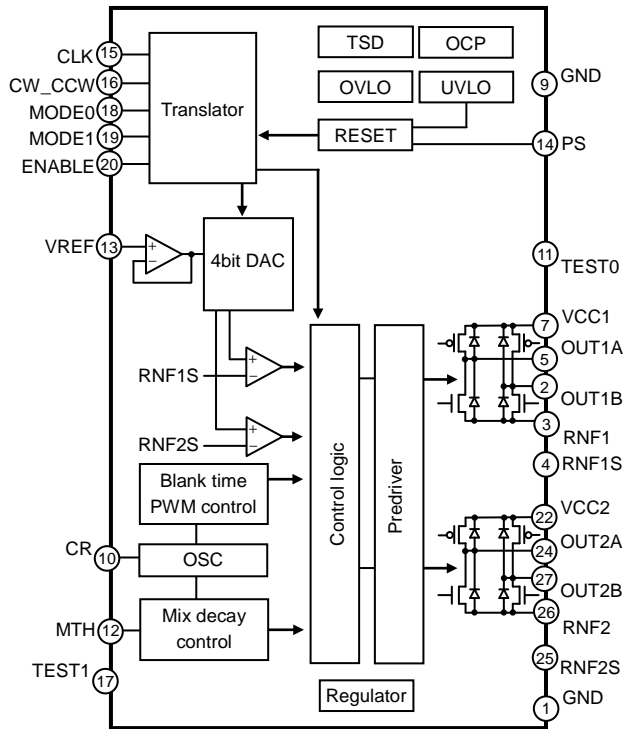 CLK
15
CW_CCW
16
MODE0
18
MODE1
19
ENABLE
20
Translator
TSD
OCP
OVLO
UVLO
RESET
9
GND
14
PS
VREF
13
+
−
4bit DAC
11
TEST0
RNF1S
+
−
RNF2S
+
−
Blank time
PWM control
CR
10
OSC
MTH
12
Mix decay
control
TEST1
17
Control logic
Predriver
7
VCC1
5
OUT1A
2
OUT1B
3
RNF1
4
RNF1S
22
VCC2
24
OUT2A
27
OUT2B
26
RNF2
25
RNF2S
Regulator
1
GND